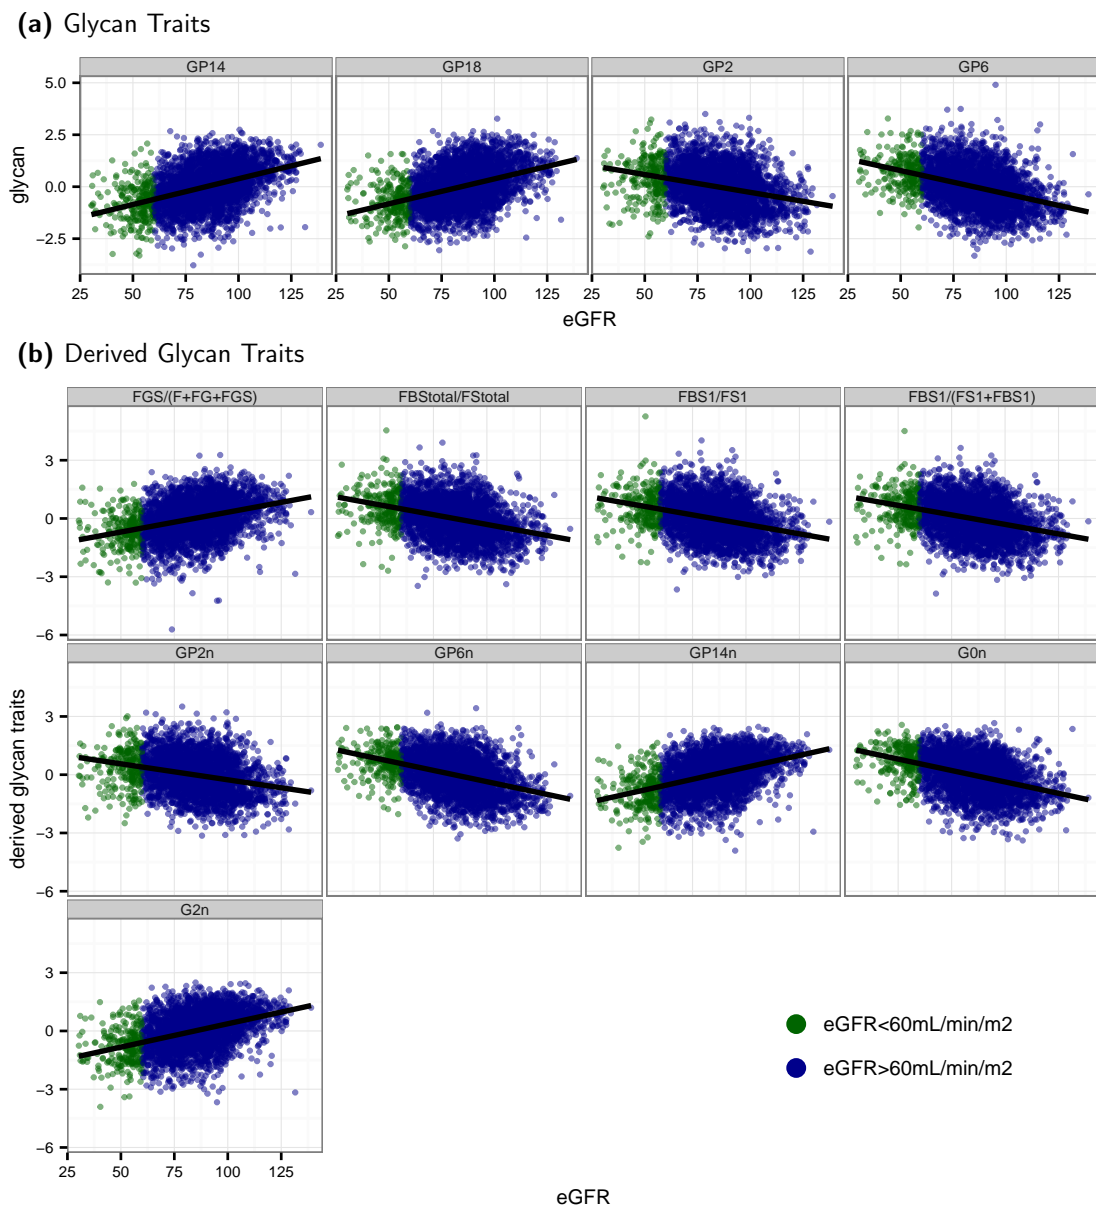 (a) Glycan Traits
GP14 GP18 GP2 GP6
5.0
2.5
0.0
−2.5
glycan
25 50 75 100 125 25 50 75 100 125 25 50 75 100 125 25 50 75 100 125
eGFR
(b) Derived Glycan Traits
FGS/(F+FG+FGS) FBStotal/FStotal FBS1/FS1 FBS1/(FS1+FBS1)
3
0
−3
−6
GP2n GP6n GP14n G0n
3
0
−3
−6
derived glycan traits
G2n
3
0
−3
−6
25 50 75 100 125
eGFR<60mL/min/m2
eGFR>60mL/min/m2
eGFR